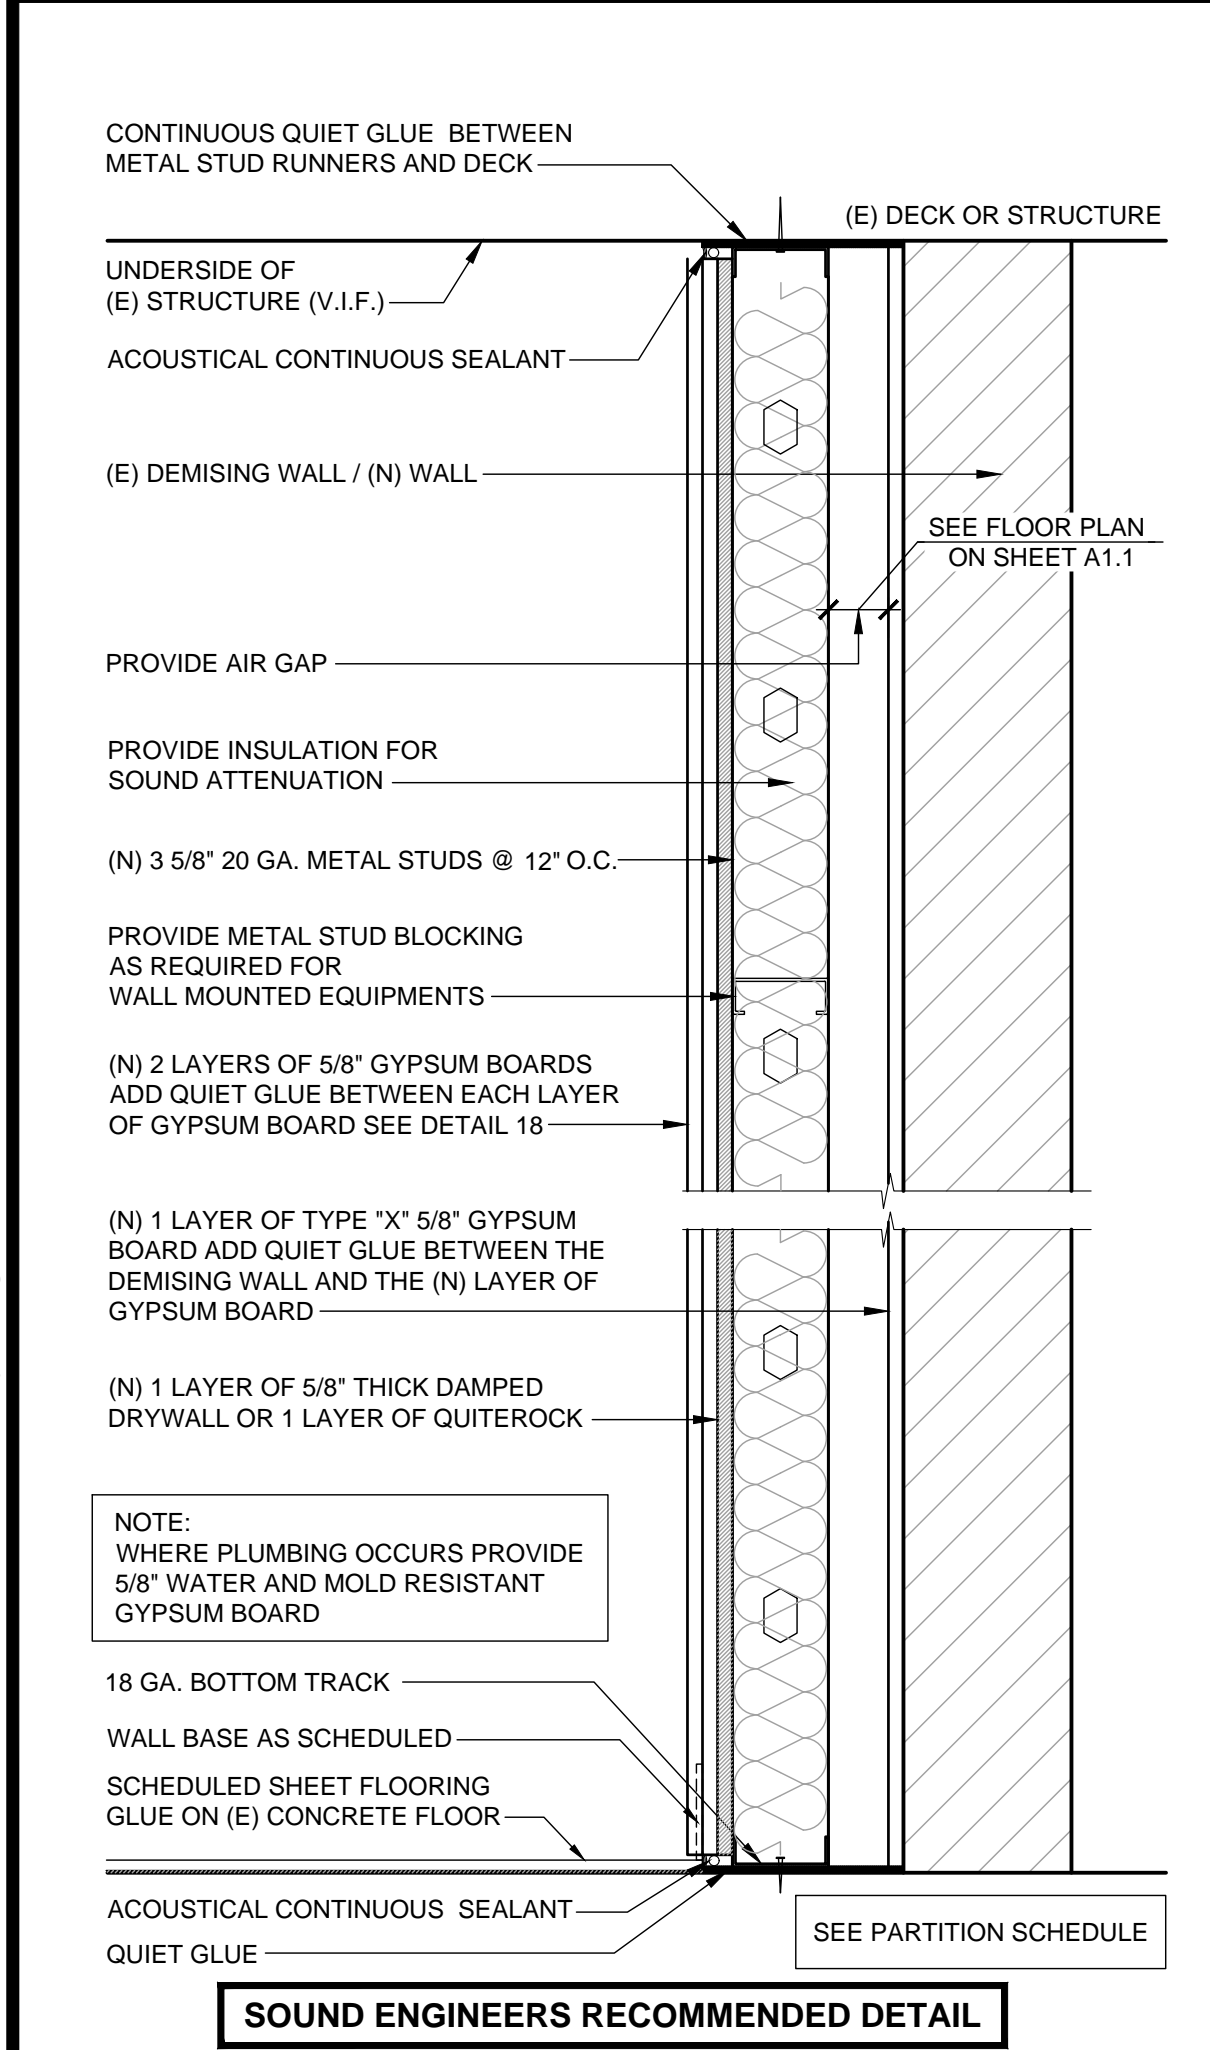 CONTINUOUS QUIET GLUE BETWEEN
METAL STUD RUNNERS AND DECK
(E) DECK OR STRUCTURE
UNDERSIDE OF
(E) STRUCTURE (V.I.F.)
ACOUSTICAL CONTINUOUS SEALANT
(E) DEMISING WALL / (N) WALL
SEE FLOOR PLAN
ON SHEET A1.1
PROVIDE AIR GAP
PROVIDE INSULATION FOR
SOUND ATTENUATION
(N) 3 5/8" 20 GA. METAL STUDS @ 12" O.C.
PROVIDE METAL STUD BLOCKING
AS REQUIRED FOR
WALL MOUNTED EQUIPMENTS
(N) 2 LAYERS OF 5/8" GYPSUM BOARDS
ADD QUIET GLUE BETWEEN EACH LAYER
OF GYPSUM BOARD SEE DETAIL 18
(N) 1 LAYER OF TYPE "X" 5/8" GYPSUM
BOARD ADD QUIET GLUE BETWEEN THE
DEMISING WALL AND THE (N) LAYER OF
GYPSUM BOARD
(N) 1 LAYER OF 5/8" THICK DAMPED
DRYWALL OR 1 LAYER OF QUITEROCK
NOTE:
WHERE PLUMBING OCCURS PROVIDE
5/8" WATER AND MOLD RESISTANT
GYPSUM BOARD
18 GA. BOTTOM TRACK
WALL BASE AS SCHEDULED
SCHEDULED SHEET FLOORING
GLUE ON (E) CONCRETE FLOOR
ACOUSTICAL CONTINUOUS SEALANT
QUIET GLUE
SEE PARTITION SCHEDULE
SOUND ENGINEERS RECOMMENDED DETAIL